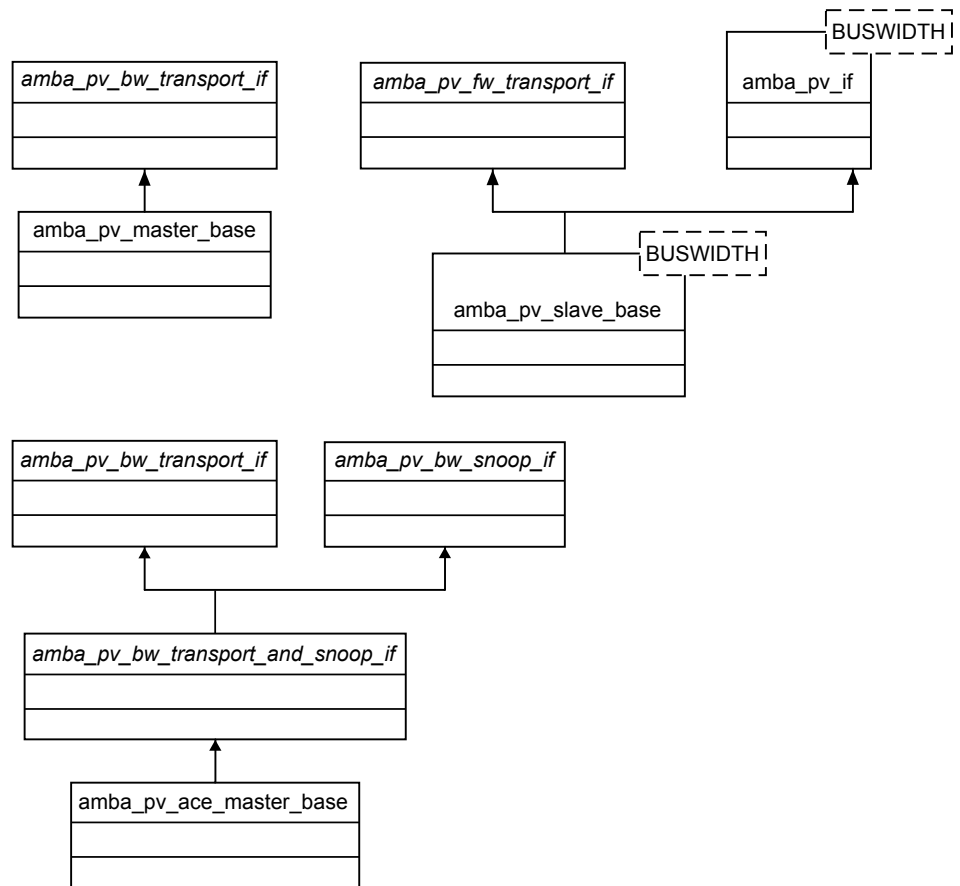 BUSWIDTH
amba_pv_bw_transport_if
amba_pv_fw_transport_if
amba_pv_if
amba_pv_master_base
BUSWIDTH
amba_pv_slave_base
amba_pv_bw_transport_if
amba_pv_bw_snoop_if
amba_pv_bw_transport_and_snoop_if
amba_pv_ace_master_base